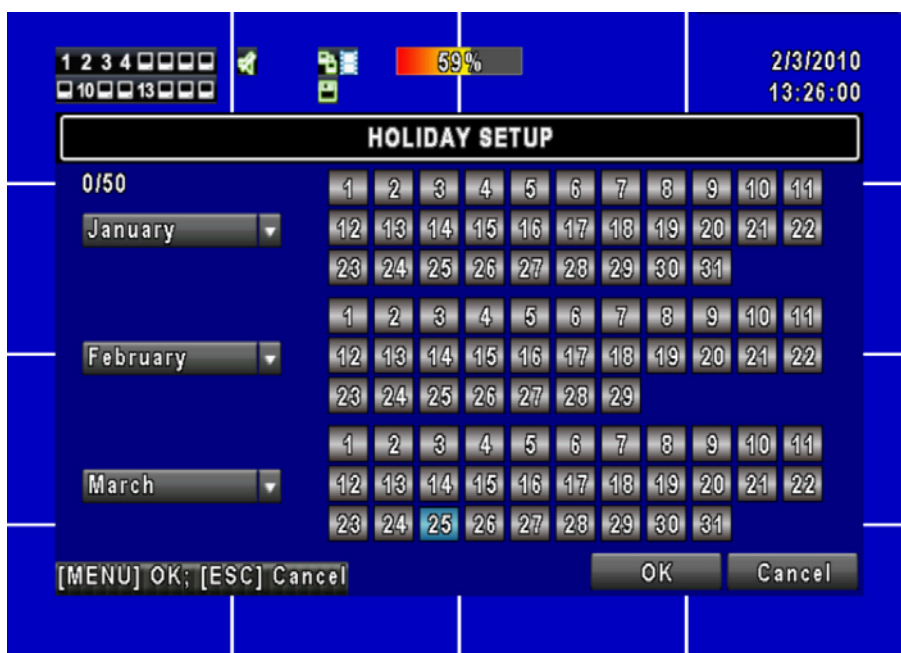 1 2 3 4
10 13
59%
2/3/2010
13:26:00
HOLIDAY SETUP
0/50
January
1 2 3 4 5 6 7 8 9 10 11
12 13 14 15 16 17 18 19 20 21 22
23 24 25 26 27 28 29 30 31
February
1 2 3 4 5 6 7 8 9 10 11
12 13 14 15 16 17 18 19 20 21 22
23 24 25 26 27 28 29
March
1 2 3 4 5 6 7 8 9 10 11
12 13 14 15 16 17 18 19 20 21 22
23 24 25 26 27 28 29 30 31
[MENU] OK; [ESC] Cancel
OK
Cancel